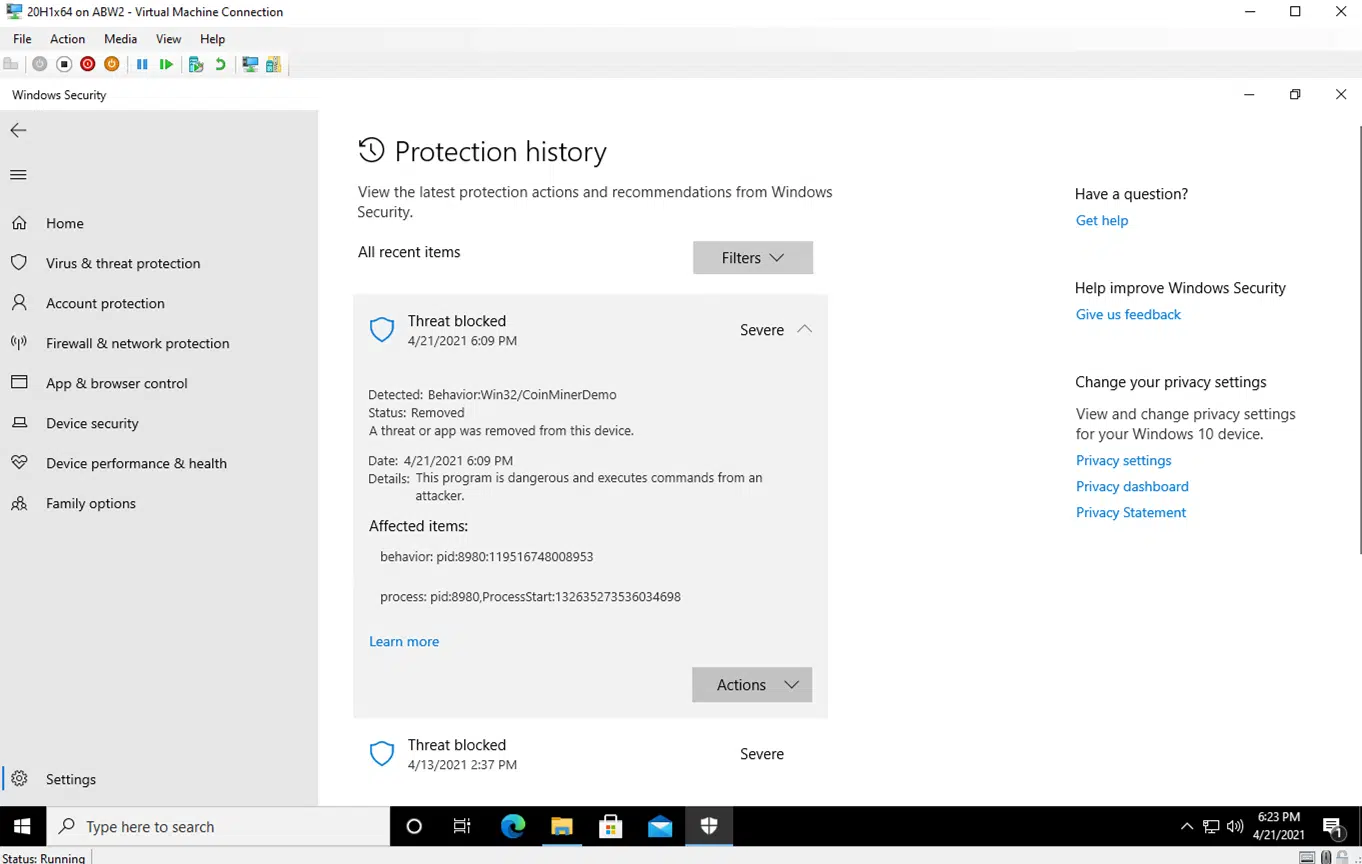 20H1x64 on ABW2 - Virtual Machine Connection
File Action Media View Help
Windows Security
Home
Virus & threat protection
Account protection
Firewall & network protection
App & browser control
Device security
Device performance & health
Family options
Settings
Protection history
View the latest protection actions and recommendations from Windows
Security.
All recent items
Filters
Threat blocked
4/21/2021 6:09 PM
Severe
Detected: Behavior:Win32/CoinMinerDemo
Status: Removed
A threat or app was removed from this device.
Date: 4/21/2021 6:09 PM
Details: This program is dangerous and executes commands from an
attacker.
Affected items:
behavior: pid:8980:119516748008953
process: pid:8980,ProcessStart:132635273536034698
Learn more
Actions
Threat blocked
4/13/2021 2:37 PM
Severe
Have a question?
Get help
Help improve Windows Security
Give us feedback
Change your privacy settings
View and change privacy settings
for your Windows 10 device.
Privacy settings
Privacy dashboard
Privacy Statement
Type here to search
6:23 PM
4/21/2021
1
Status: Running